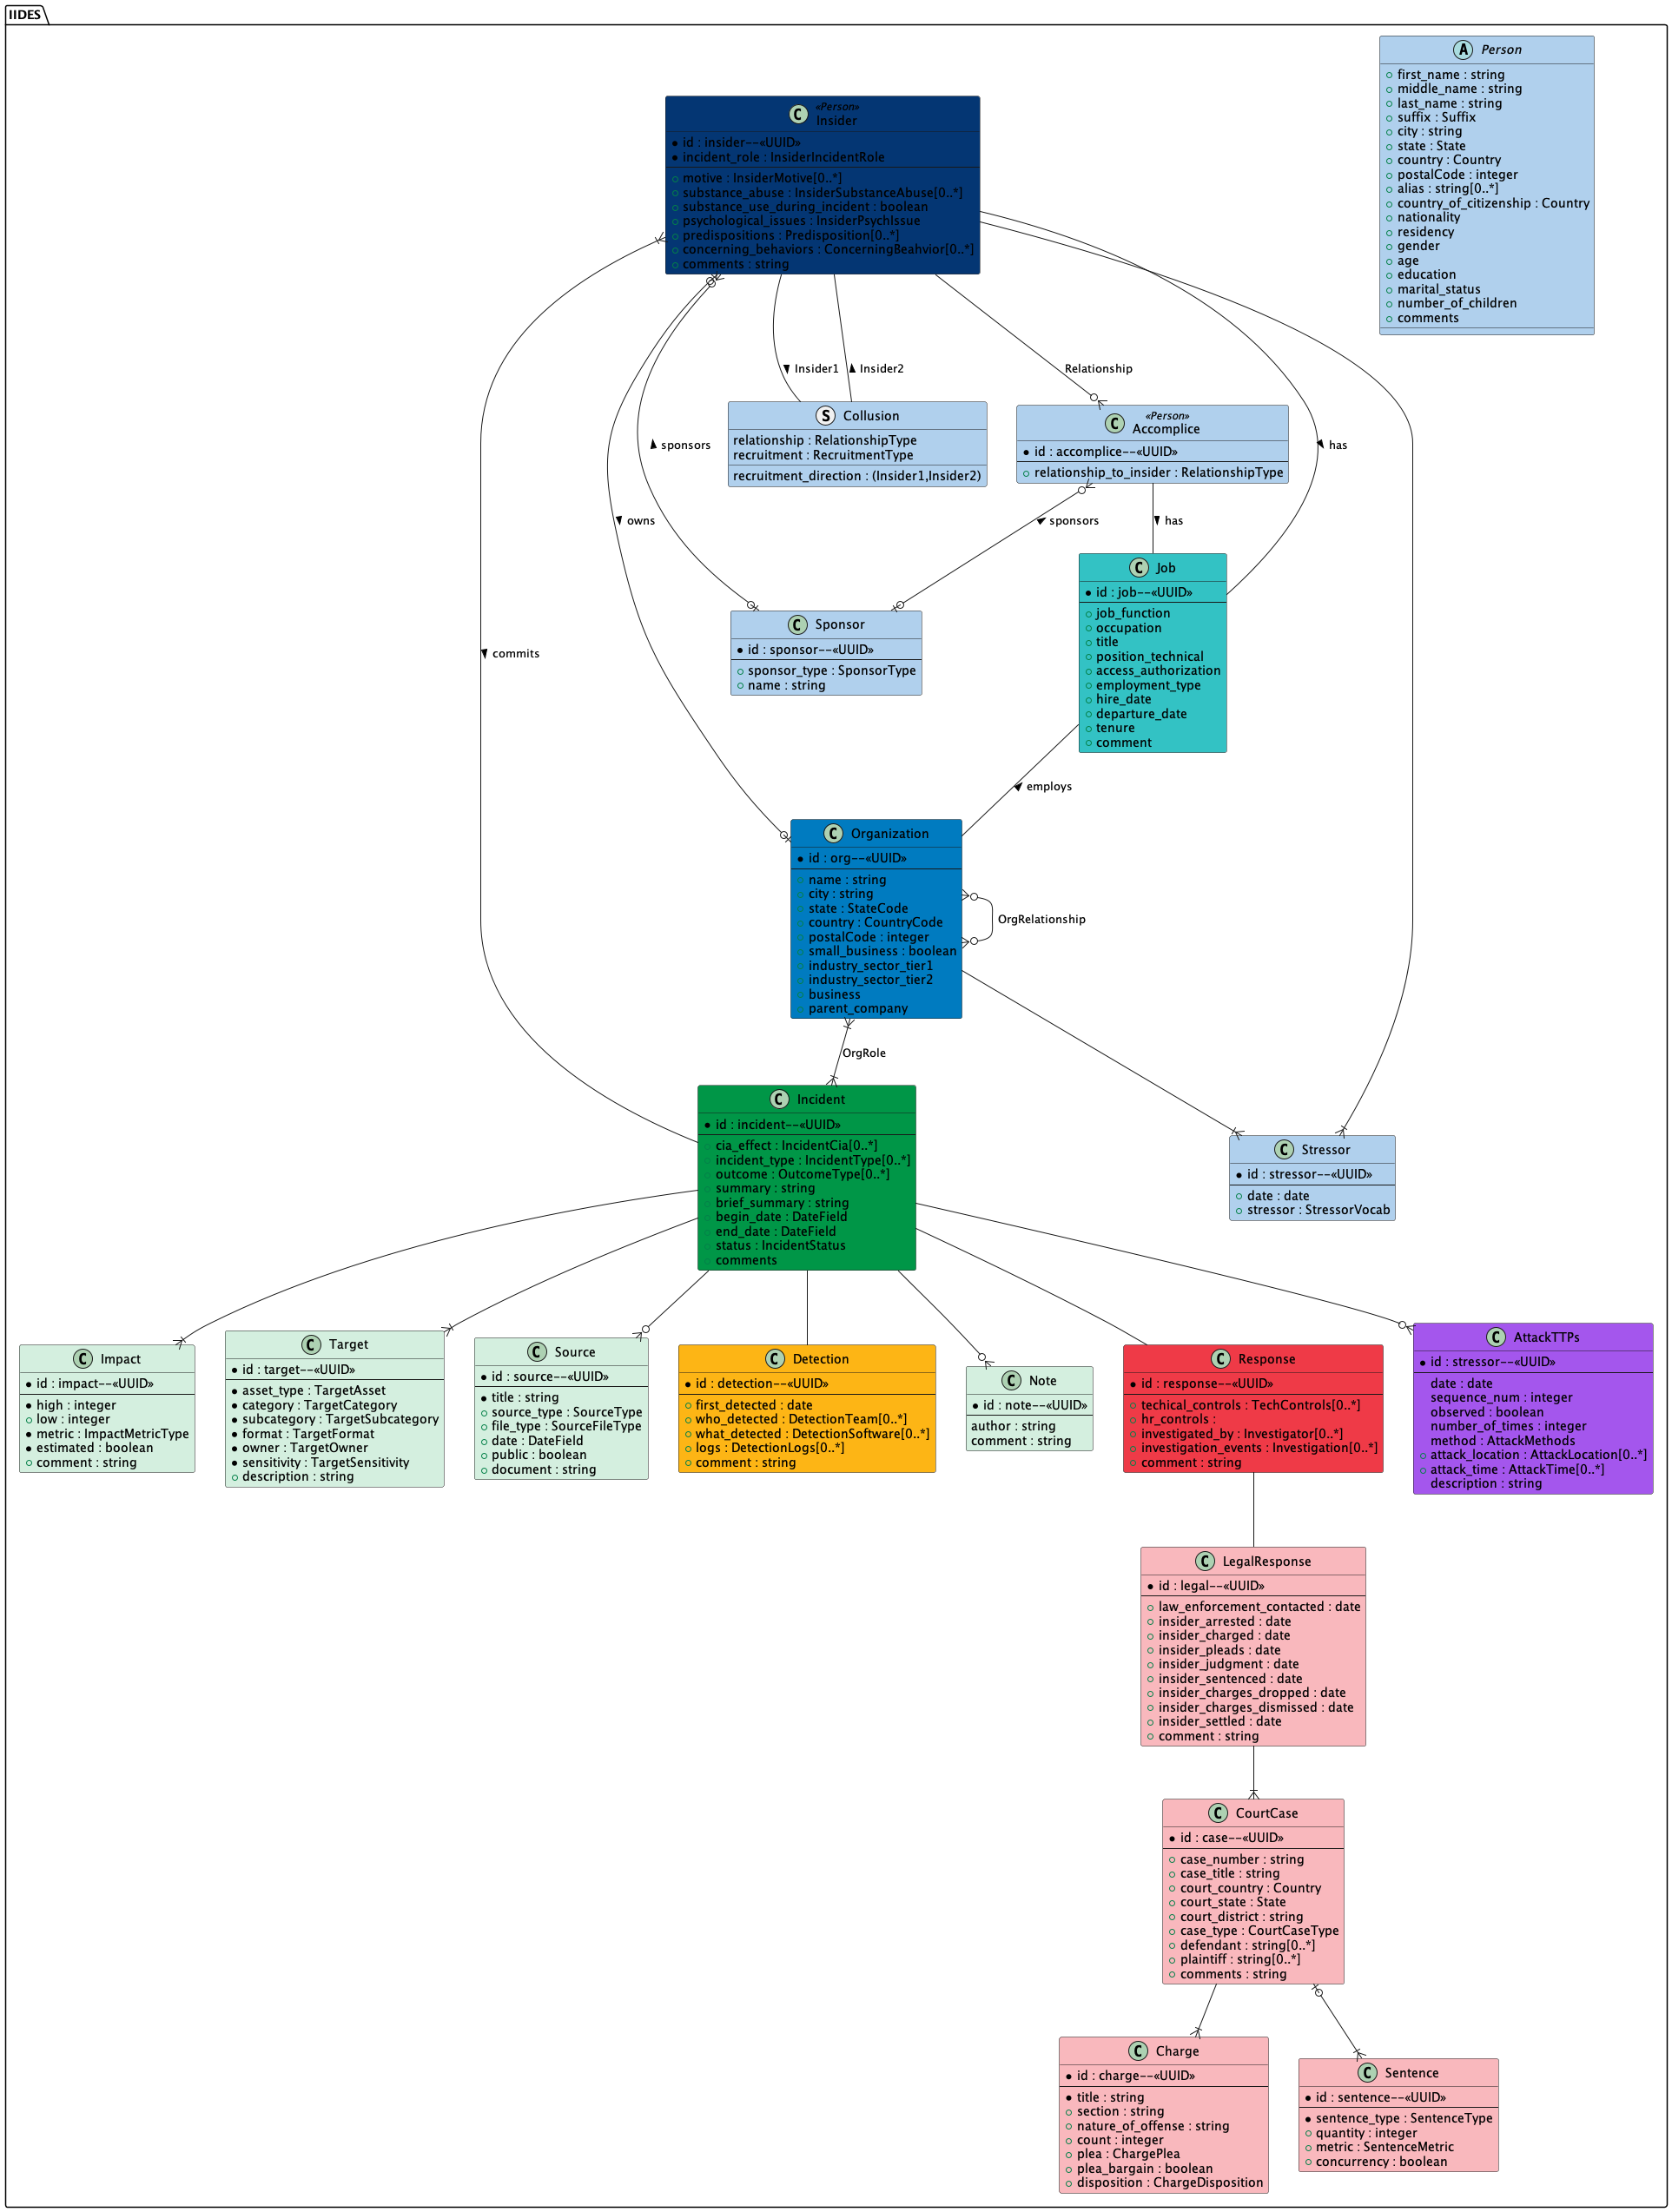 IIDES
A Person
first_name : string
middle_name : string
last_name : string
suffix : Suffix
city : string
state : State
country : Country
postalCode : integer
alias : string[0..*]
country_of_citizenship : Country
nationality
residency
gender
age
education
marital_status
number_of_children
comments
C «Person»
Insider
id : insider--«UUID»
incident_role : InsiderIncidentRole
motive : InsiderMotive[0..*]
substance_abuse : InsiderSubstanceAbuse[0..*]
substance_use_during_incident : boolean
psychological_issues : InsiderPsychIssue
predispositions : Predisposition[0..*]
concerning_behaviors : ConcerningBeahvior[0..*]
comments : string
Insider1
Insider2
Relationship
S Collusion
relationship : RelationshipType
recruitment : RecruitmentType
recruitment_direction : (Insider1,Insider2)
C «Person»
Accomplice
id : accomplice--«UUID»
relationship_to_insider : RelationshipType
has
sponsors
owns
sponsors
has
C Job
id : job--«UUID»
job_function
occupation
title
position_technical
access_authorization
employment_type
hire_date
departure_date
tenure
comment
C Sponsor
id : sponsor--«UUID»
sponsor_type : SponsorType
name : string
commits
employs
C Organization
id : org--«UUID»
name : string
city : string
state : StateCode
country : CountryCode
postalCode : integer
small_business : boolean
industry_sector_tier1
industry_sector_tier2
business
parent_company
OrgRelationship
OrgRole
C Incident
id : incident--«UUID»
cia_effect : IncidentCia[0..*]
incident_type : IncidentType[0..*]
outcome : OutcomeType[0..*]
summary : string
brief_summary : string
begin_date : DateField
end_date : DateField
status : IncidentStatus
comments
C Stressor
id : stressor--«UUID»
date : date
stressor : StressorVocab
C Impact
id : impact--«UUID»
high : integer
low : integer
metric : ImpactMetricType
estimated : boolean
comment : string
C Target
id : target--«UUID»
asset_type : TargetAsset
category : TargetCategory
subcategory : TargetSubcategory
format : TargetFormat
owner : TargetOwner
sensitivity : TargetSensitivity
description : string
C Source
id : source--«UUID»
title : string
source_type : SourceType
file_type : SourceFileType
date : DateField
public : boolean
document : string
C Detection
id : detection--«UUID»
first_detected : date
who_detected : DetectionTeam[0..*]
what_detected : DetectionSoftware[0..*]
logs : DetectionLogs[0..*]
comment : string
C Note
id : note--«UUID»
author : string
comment : string
C Response
id : response--«UUID»
techical_controls : TechControls[0..*]
hr_controls :
investigated_by : Investigator[0..*]
investigation_events : Investigation[0..*]
comment : string
C AttackTTPs
id : stressor--«UUID»
date : date
sequence_num : integer
observed : boolean
number_of_times : integer
method : AttackMethods
attack_location : AttackLocation[0..*]
attack_time : AttackTime[0..*]
description : string
C LegalResponse
id : legal--«UUID»
law_enforcement_contacted : date
insider_arrested : date
insider_charged : date
insider_pleads : date
insider_judgment : date
insider_sentenced : date
insider_charges_dropped : date
insider_charges_dismissed : date
insider_settled : date
comment : string
C CourtCase
id : case--«UUID»
case_number : string
case_title : string
court_country : Country
court_state : State
court_district : string
case_type : CourtCaseType
defendant : string[0..*]
plaintiff : string[0..*]
comments : string
C Charge
id : charge--«UUID»
title : string
section : string
nature_of_offense : string
count : integer
plea : ChargePlea
plea_bargain : boolean
disposition : ChargeDisposition
C Sentence
id : sentence--«UUID»
sentence_type : SentenceType
quantity : integer
metric : SentenceMetric
concurrency : boolean